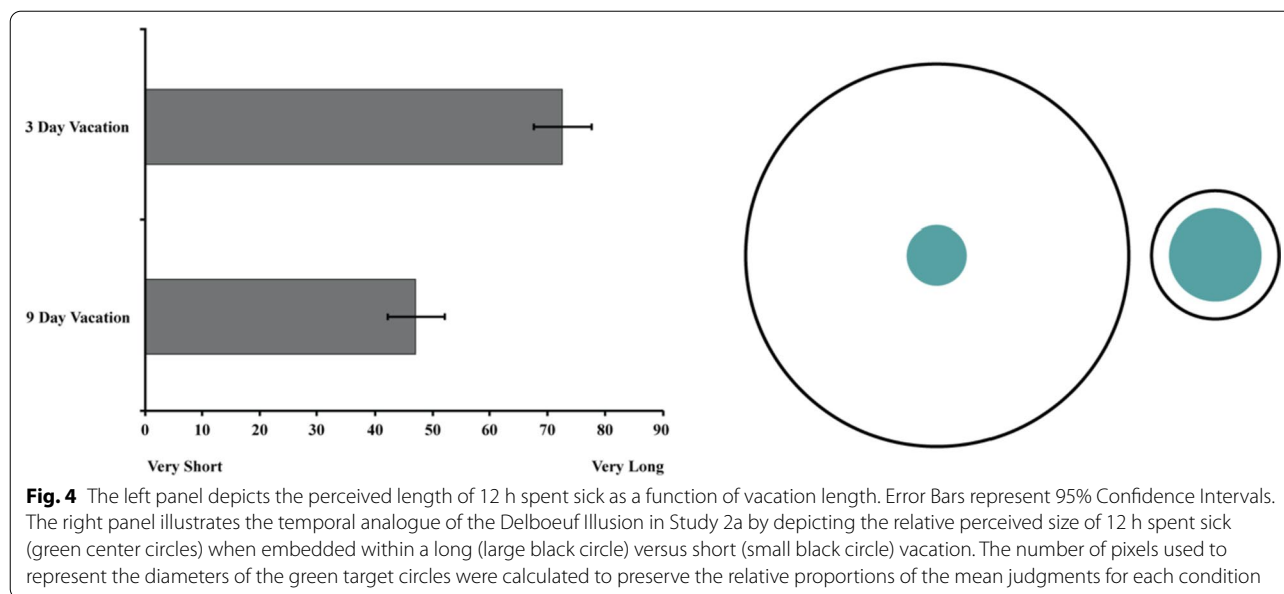 3 Day Vacation
9 Day Vacation
0 10 20 30 40 50 60 70 80 90
Very Short Very Long
Fig. 4 The left panel depicts the perceived length of 12 h spent sick as a function of vacation length. Error Bars represent 95% Confidence Intervals.
The right panel illustrates the temporal analogue of the Delboeuf Illusion in Study 2a by depicting the relative perceived size of 12 h spent sick
(green center circles) when embedded within a long (large black circle) versus short (small black circle) vacation. The number of pixels used to
represent the diameters of the green target circles were calculated to preserve the relative proportions of the mean judgments for each condition